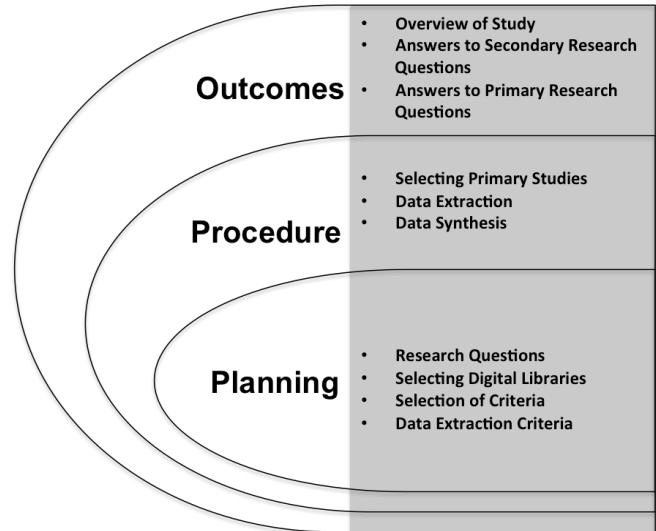 Outcomes
• Overview of Study
• Answers to Secondary Research
Questions
• Answers to Primary Research
Questions
Procedure
• Selecting Primary Studies
• Data Extraction
• Data Synthesis
Planning
• Research Questions
• Selecting Digital Libraries
• Selection of Criteria
• Data Extraction Criteria